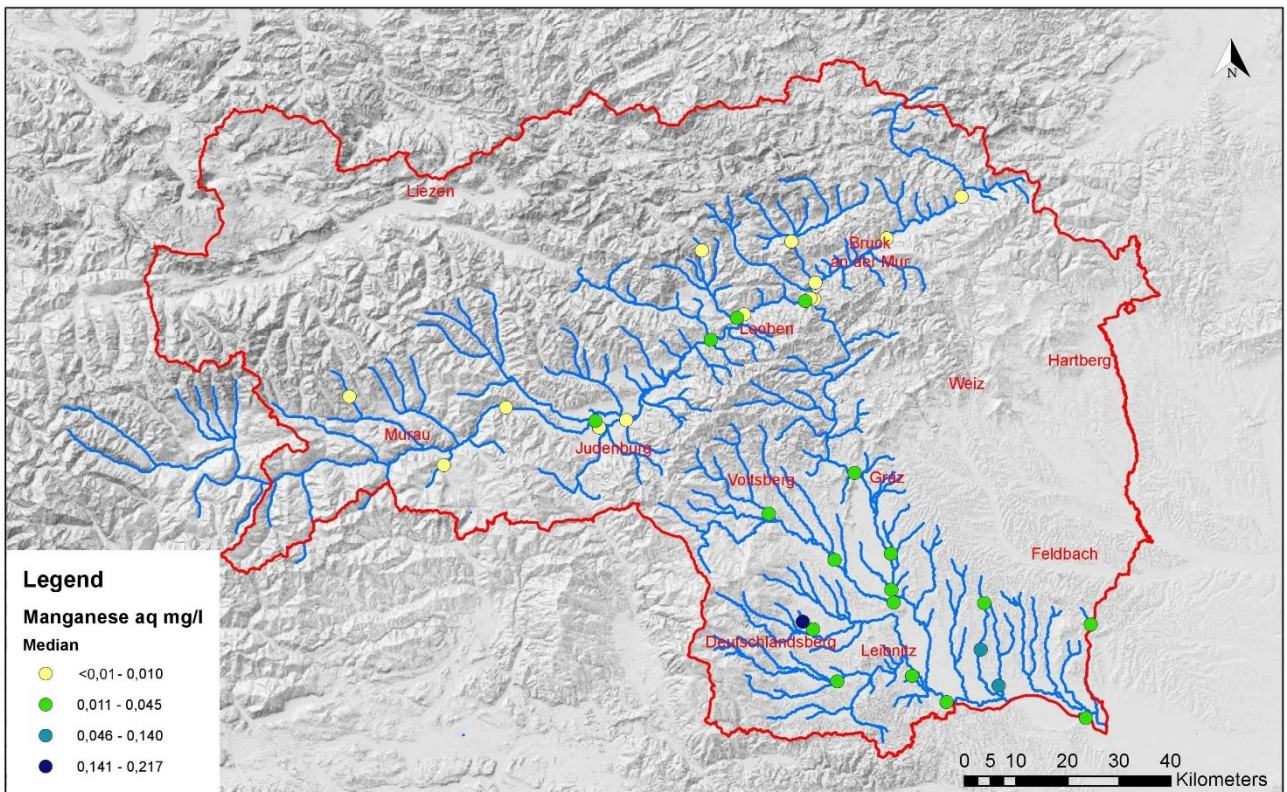 N
Liezen
Bruck
an der Mur
Leoben
Hartberg
Weiz
Murau
Judenburg
Voitsberg
Graz
Feldbach
Deutschlandsberg
Leibnitz
Legend
Manganese aq mg/l
Median
<0,01 - 0,010
0,011 - 0,045
0,046 - 0,140
0,141 - 0,217
0 5 10 20 30 40
Kilometers